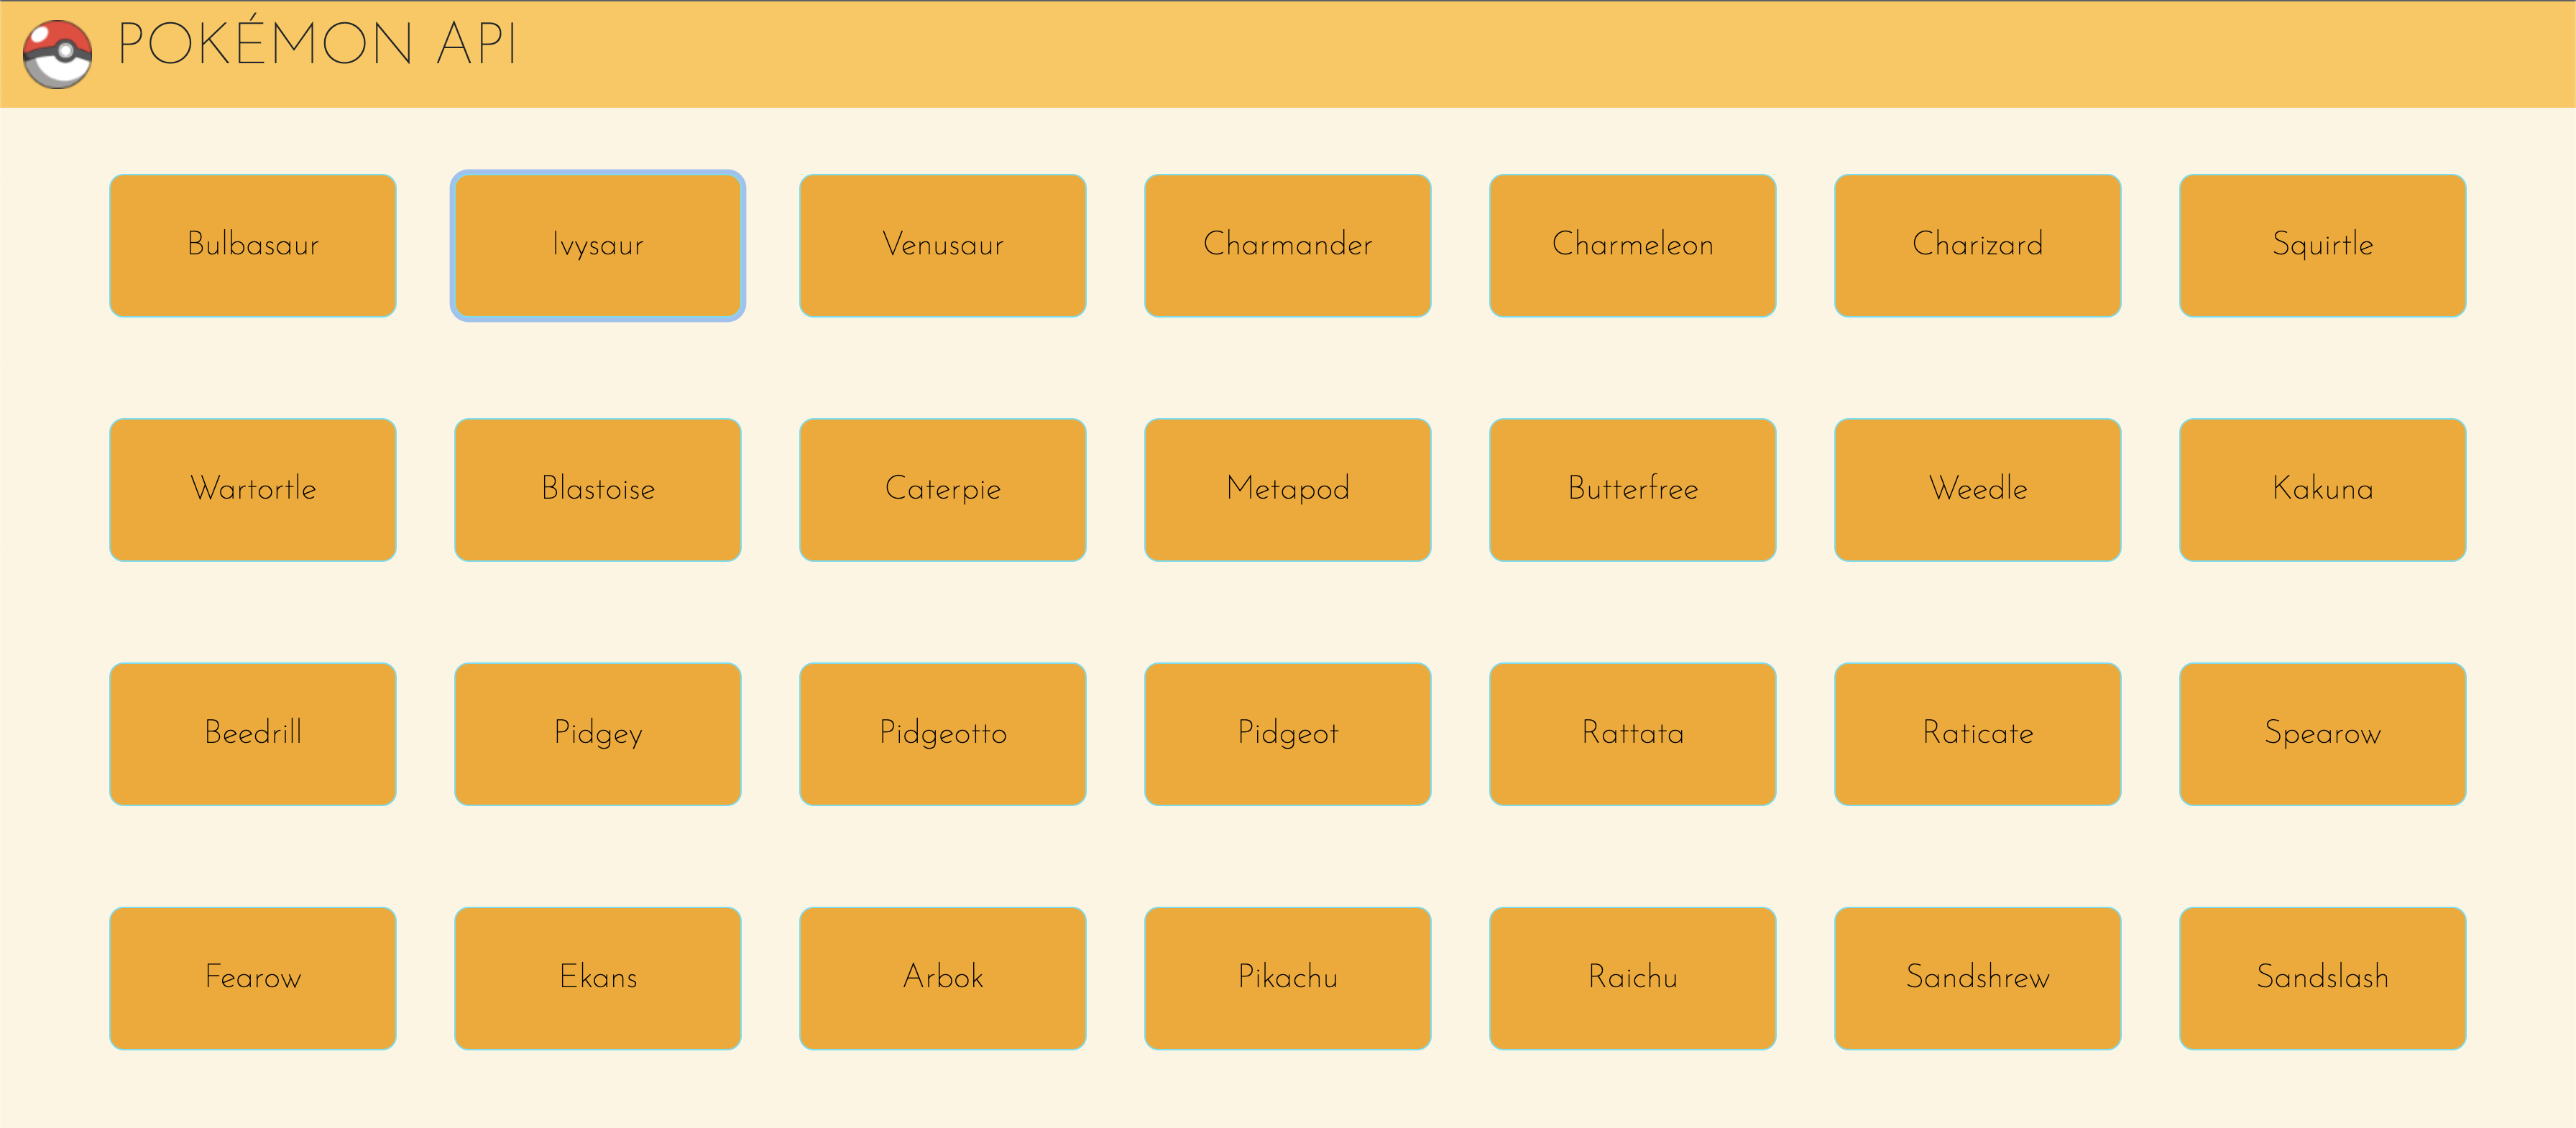 POKÉMON API
Bulbasaur
Ivysaur
Venusaur
Charmander
Charmeleon
Charizard
Squirtle
Wartortle
Blastoise
Caterpie
Metapod
Butterfree
Weedle
Kakuna
Beedrill
Pidgey
Pidgeotto
Pidgeot
Rattata
Raticate
Spearow
Fearow
Ekans
Arbok
Pikachu
Raichu
Sandshrew
Sandslash